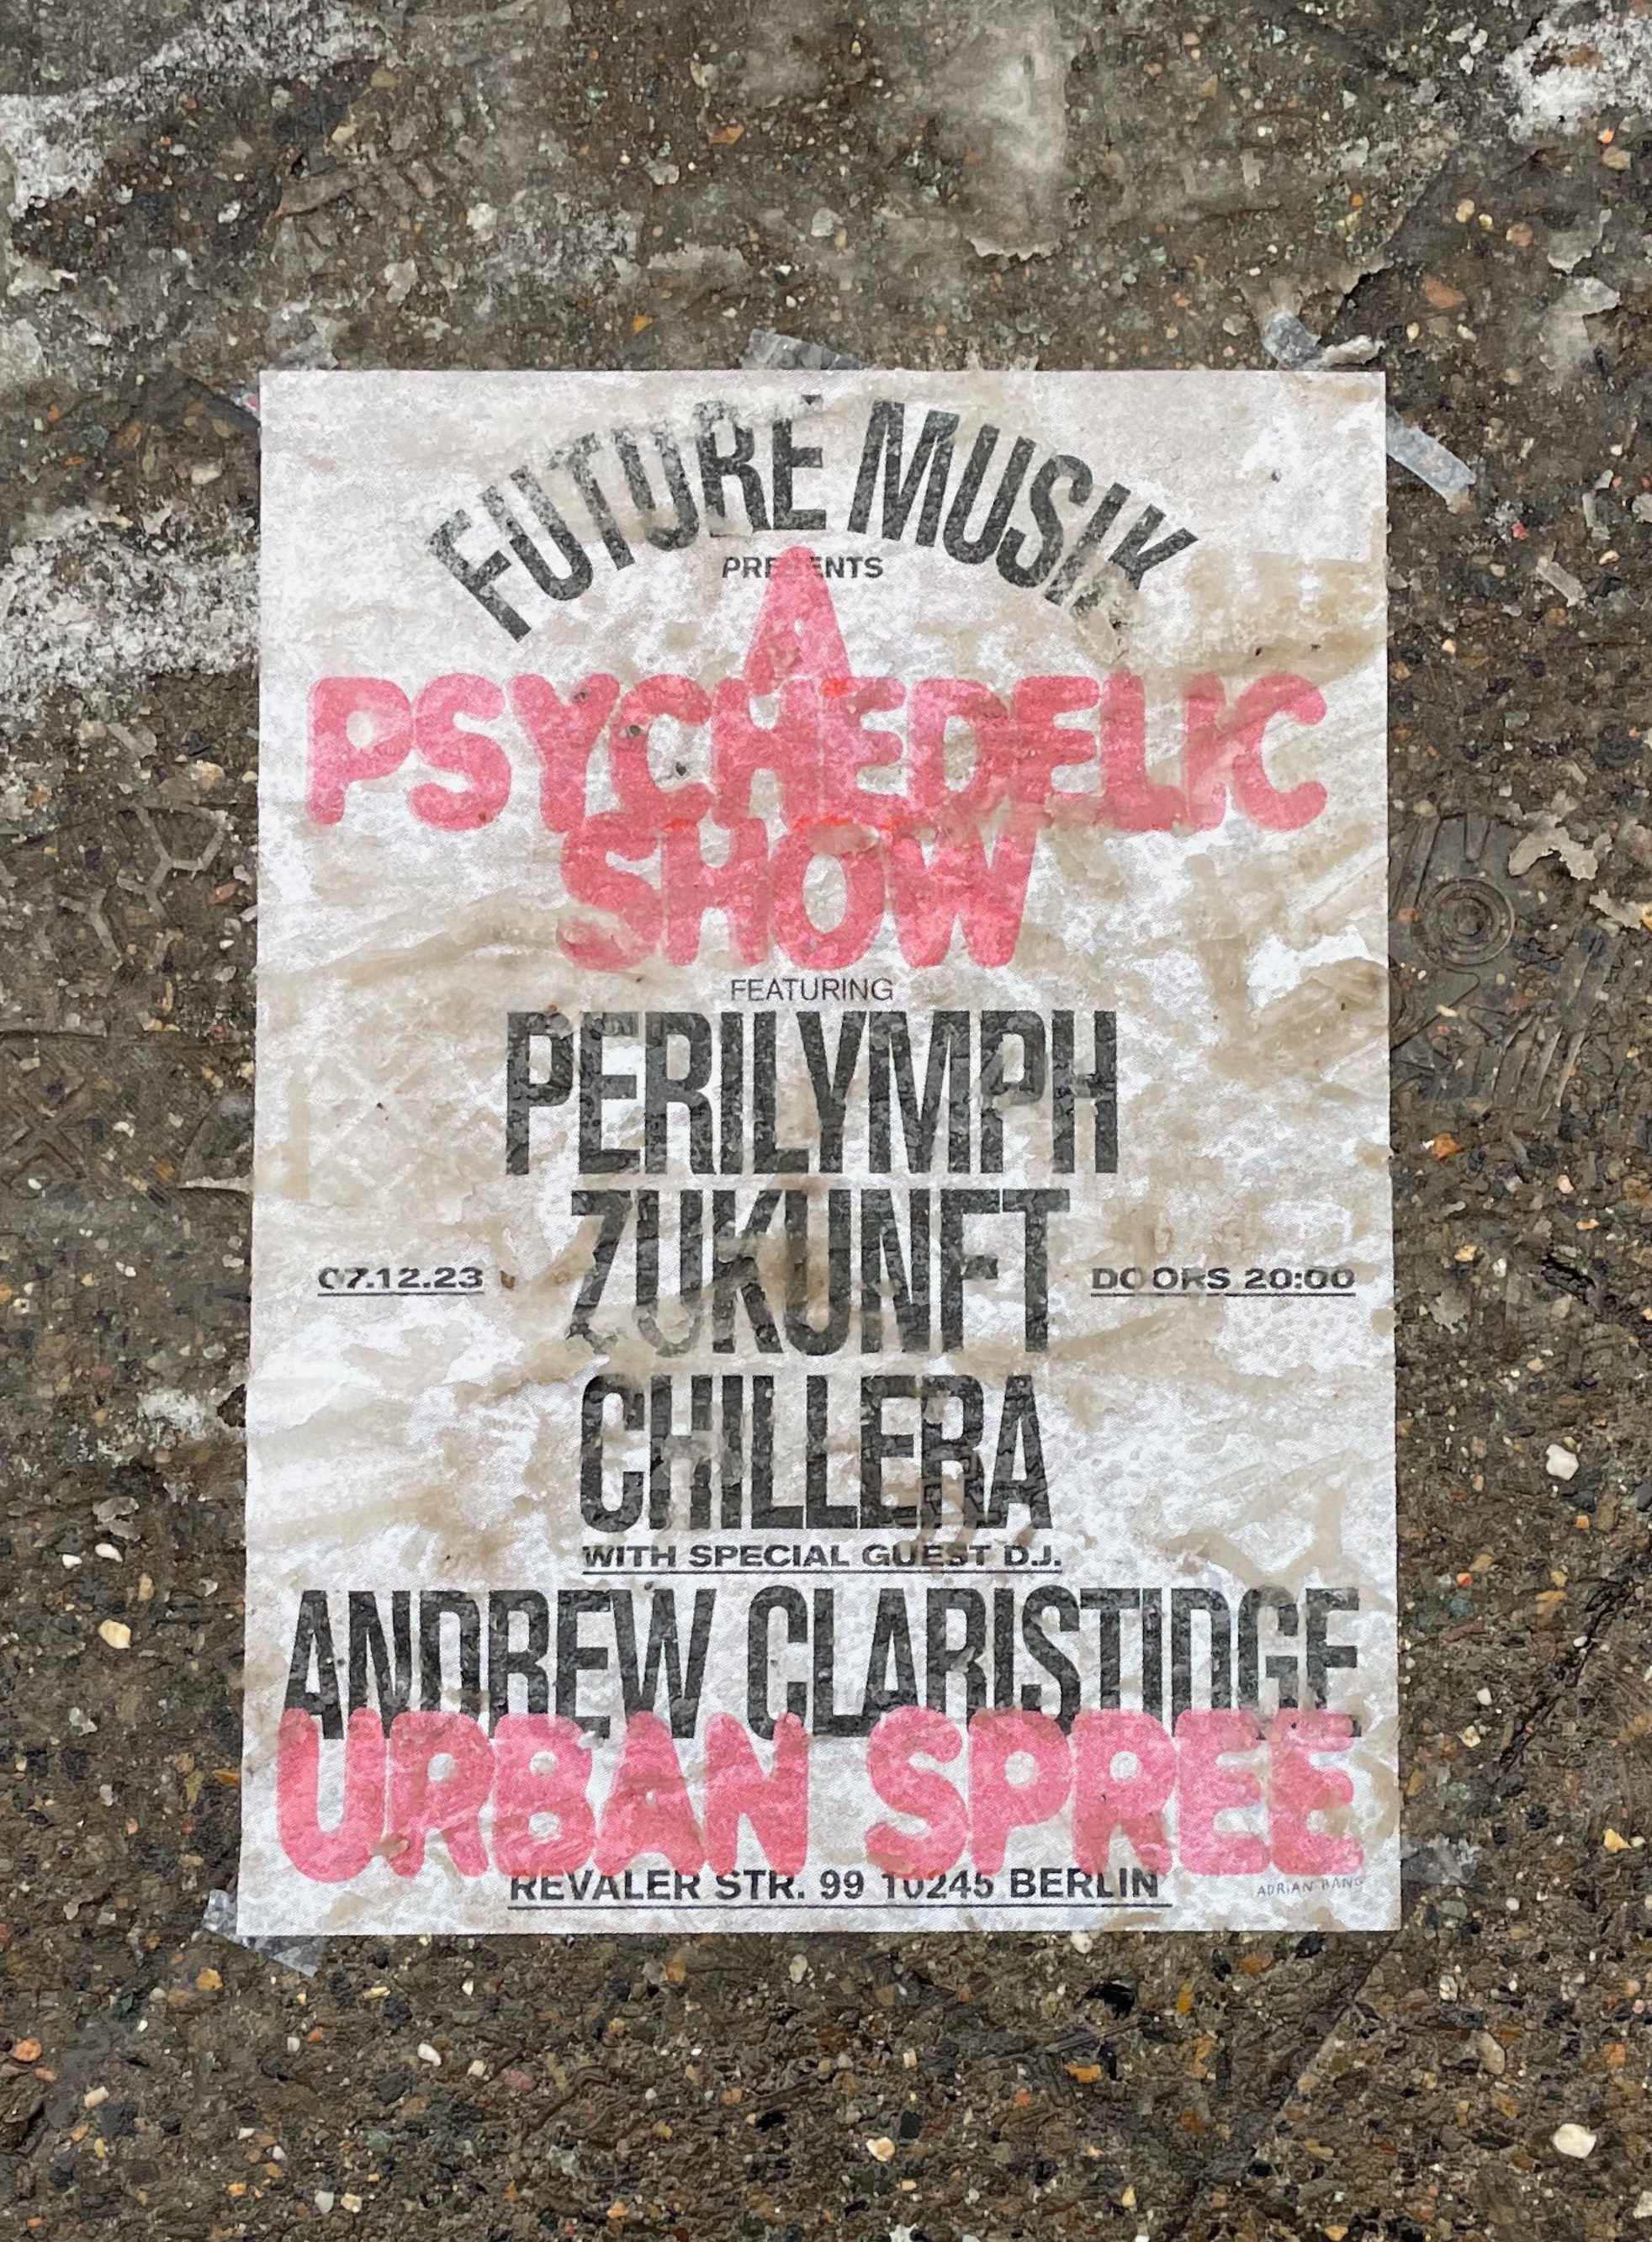 FUTURE MUSIK
PRESENTS
A
PSYCHEDELIC
SHOW
FEATURING
PERILYMPH
ZUKUNFT
07.12.23
DOORS 20:00
CHILLERA
WITH SPECIAL GUEST D.J.
ANDREW CLARISTIDGE
URBAN SPREE
REVALER STR. 99 10245 BERLIN
ADRIAN BANG